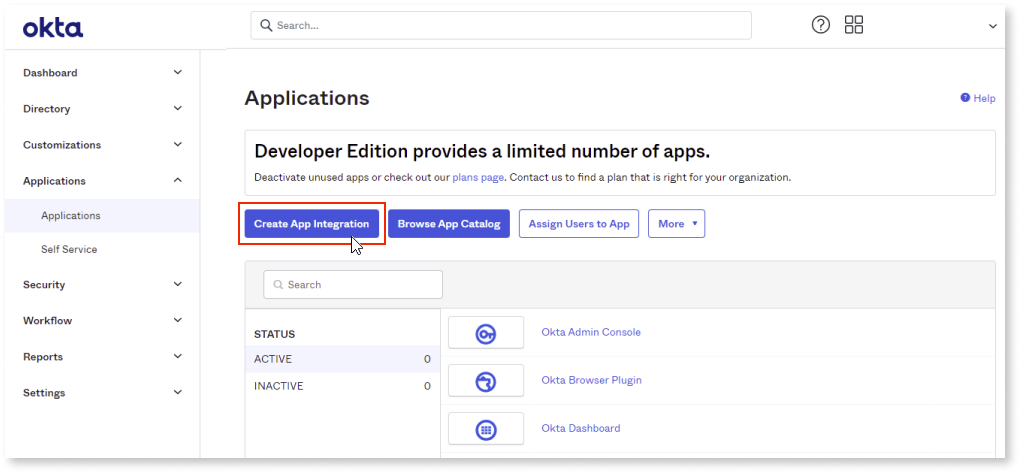 okta
Search...
Dashboard
Directory
Customizations
Applications
Applications
Self Service
Security
Workflow
Reports
Settings
Applications
Help
Developer Edition provides a limited number of apps.
Deactivate unused apps or check out our plans page. Contact us to find a plan that is right for your organization.
Create App Integration
Browse App Catalog
Assign Users to App
More
Search
STATUS
ACTIVE 0
INACTIVE 0
Okta Admin Console
Okta Browser Plugin
Okta Dashboard